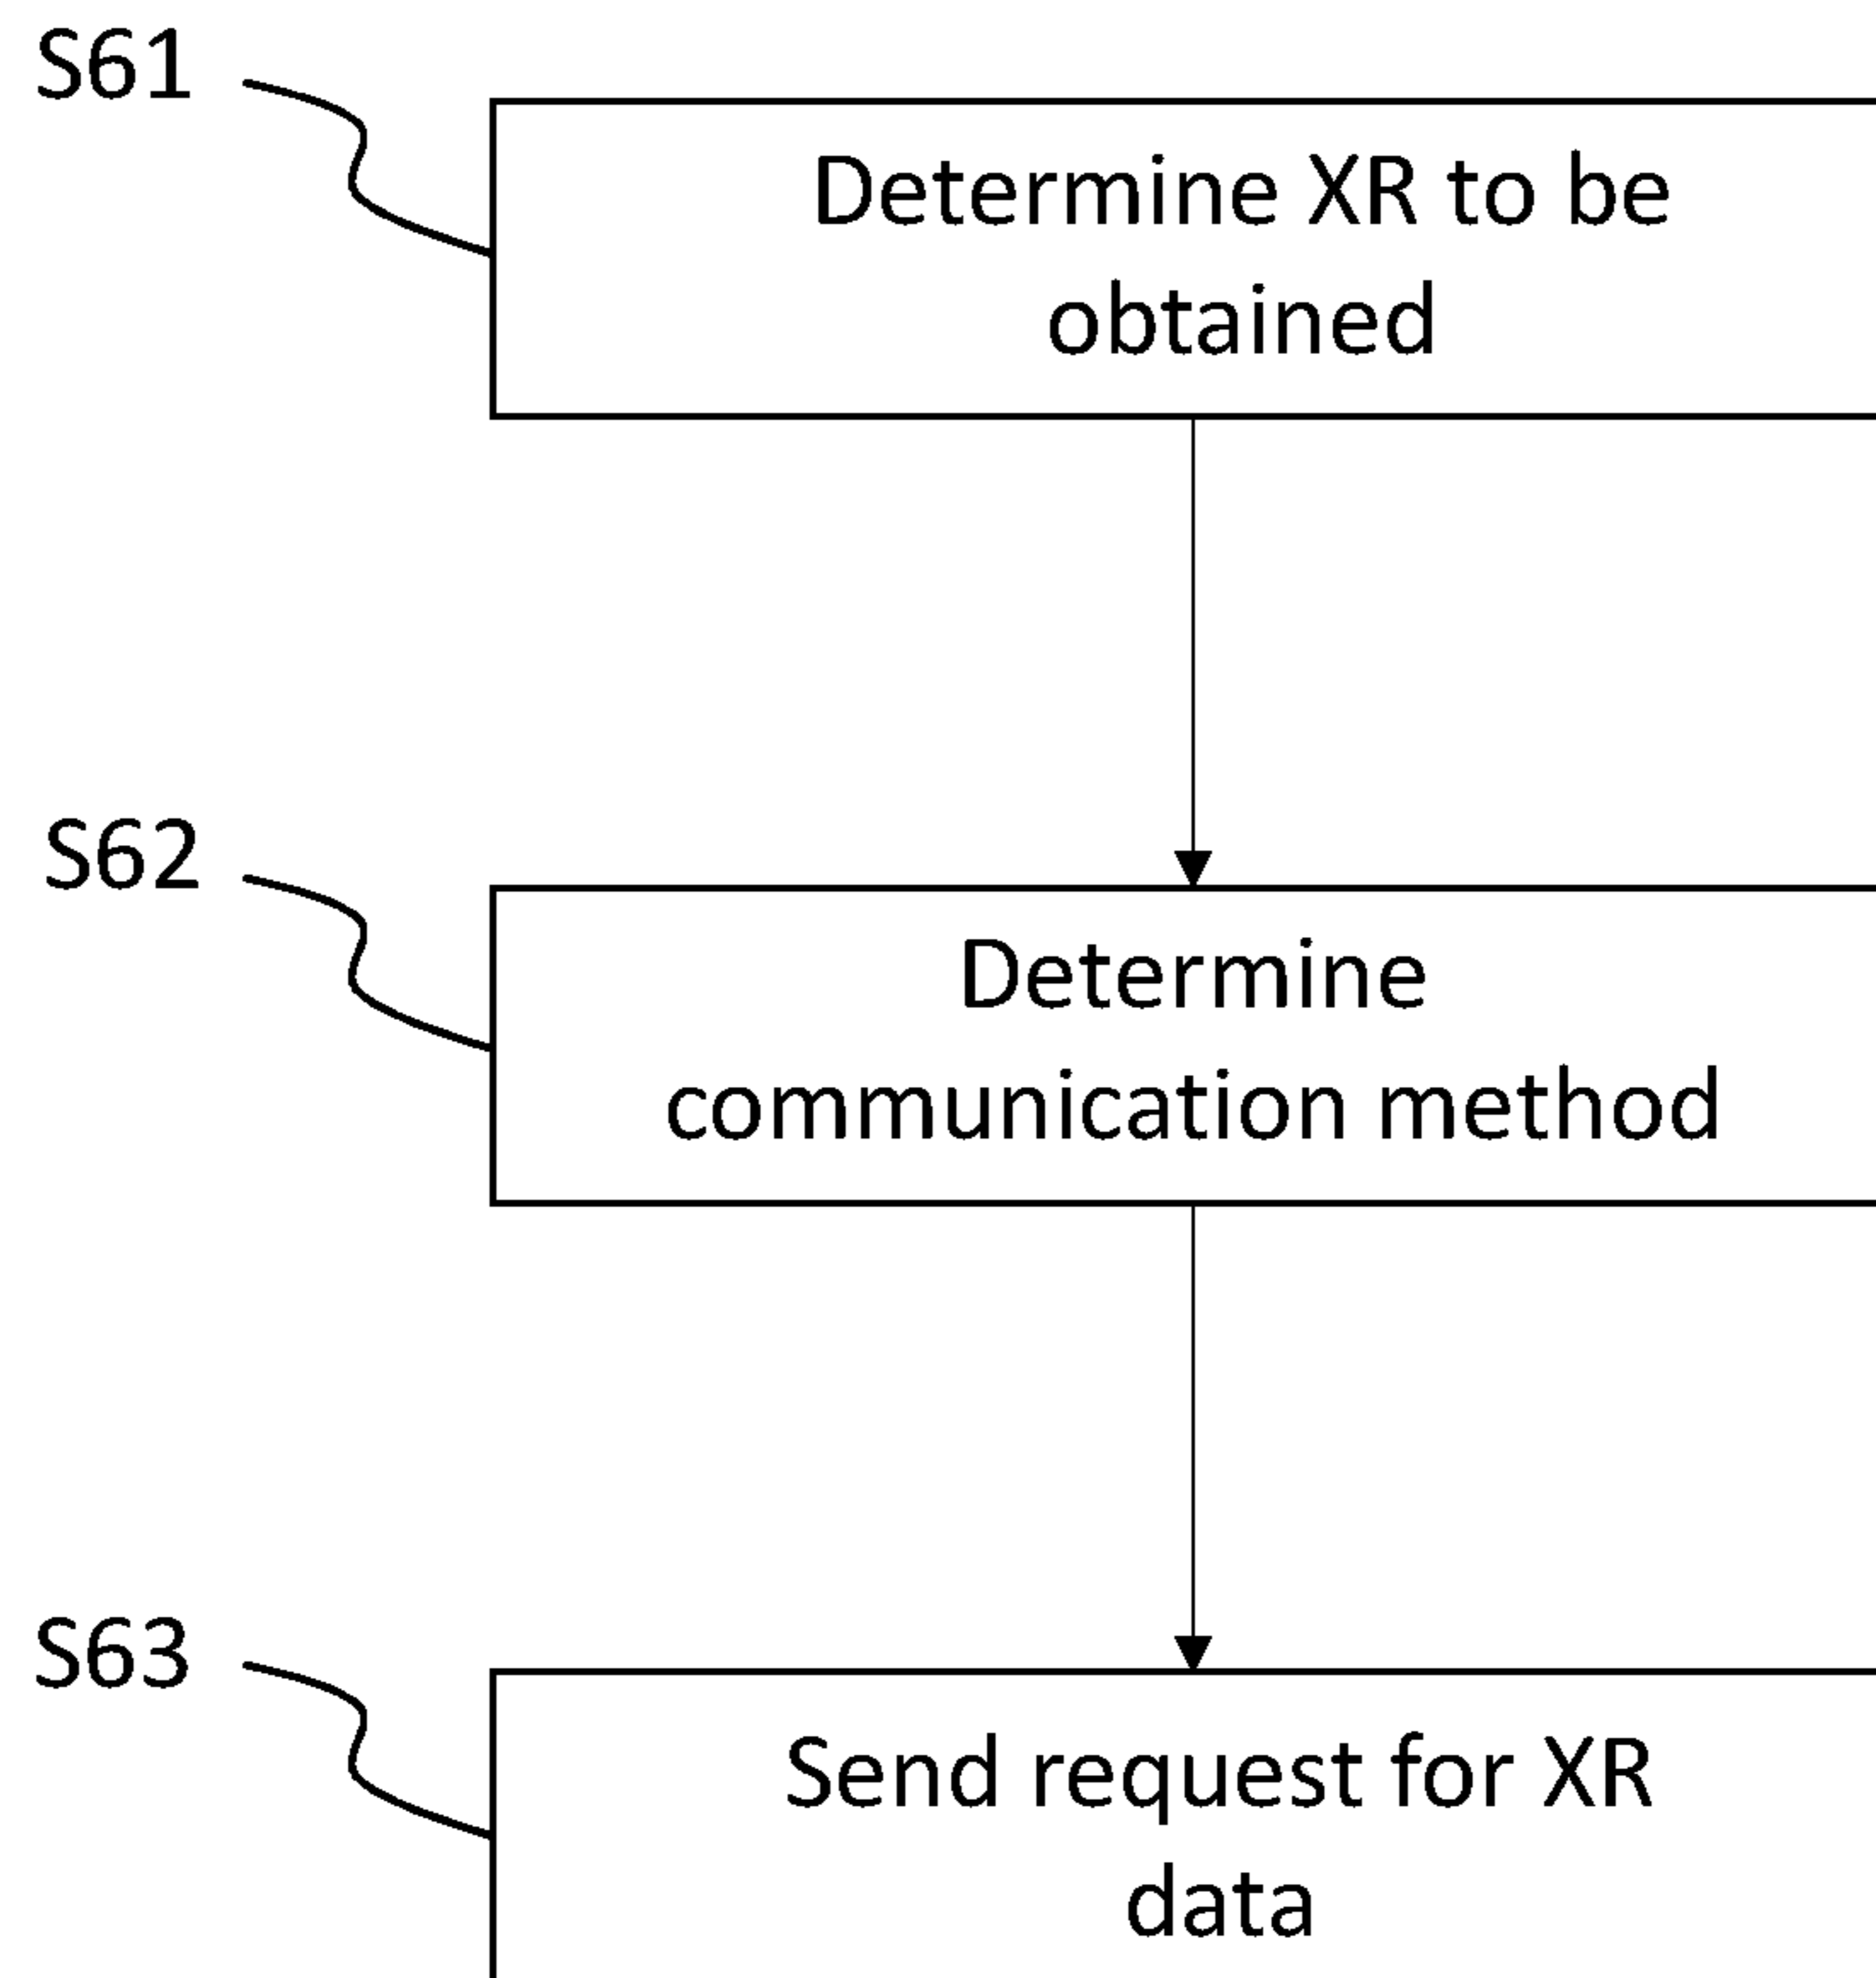 S61
Determine XR to be
obtained
S62
Determine
communication method
S63
Send request for XR
data